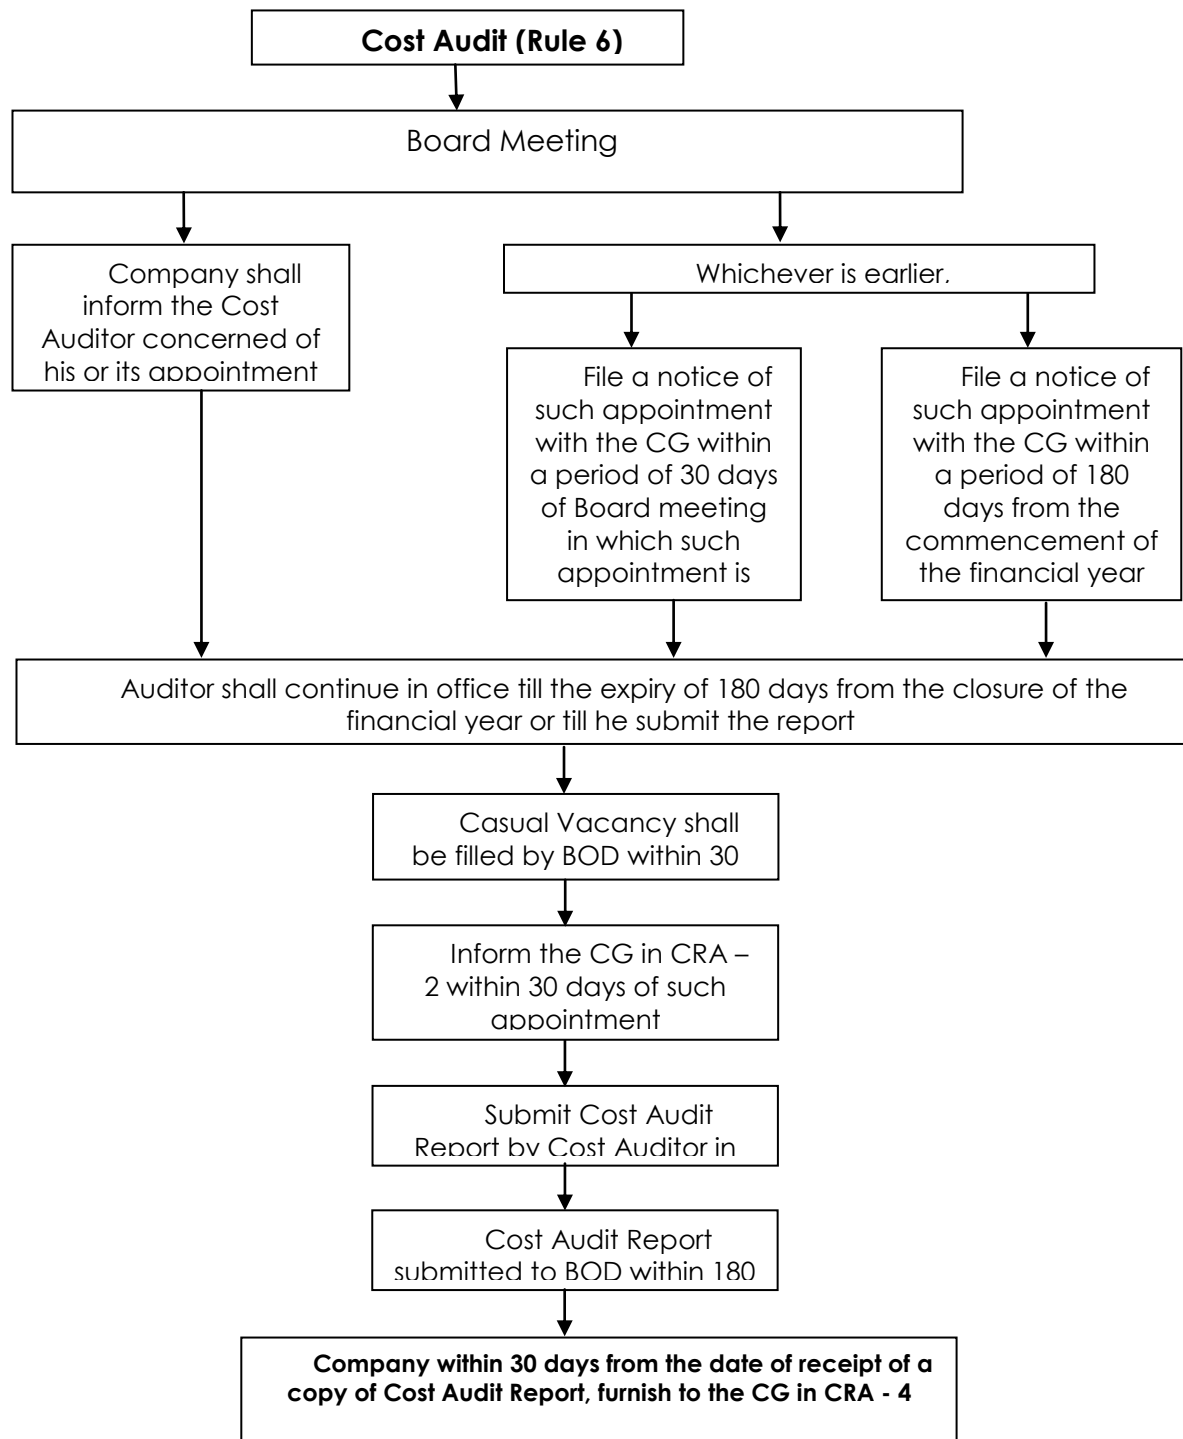 Cost Audit (Rule 6)
Board Meeting
Company shall
inform the Cost
Auditor concerned of
his or its appointment
Whichever is earlier.
File a notice of
such appointment
with the CG within
a period of 30 days
of Board meeting
in which such
appointment is
File a notice of
such appointment
with the CG within
a period of 180
days from the
commencement of
the financial year
Auditor shall continue in office till the expiry of 180 days from the closure of the
financial year or till he submit the report
Casual Vacancy shall
be filled by BOD within 30
Inform the CG in CRA –
2 within 30 days of such
appointment
Submit Cost Audit
Report by Cost Auditor in
Cost Audit Report
submitted to BOD within 180
Company within 30 days from the date of receipt of a
copy of Cost Audit Report, furnish to the CG in CRA - 4